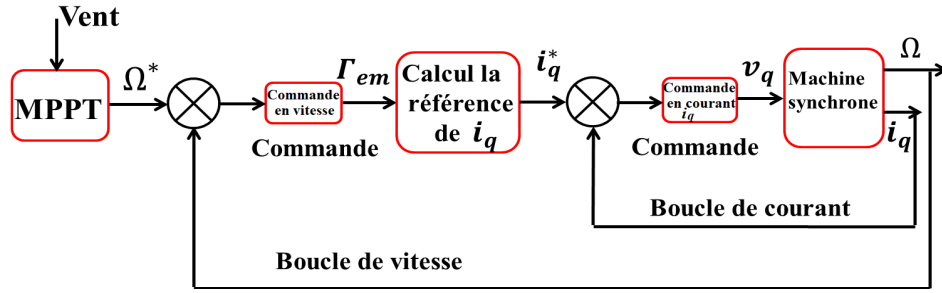 Vent
MPPT
Ω*
Commande
en vitesse
Commande
Γem
Calcul la
référence
de iq
iq*
Commande
en courant
iq
Commande
vq
Machine
synchrone
Ω
iq
Boucle de courant
Boucle de vitesse